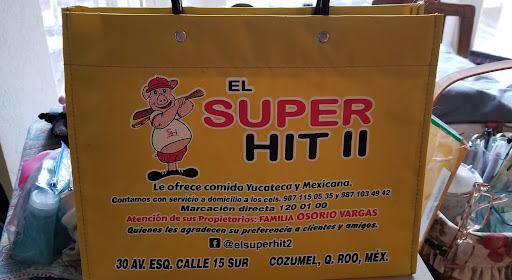 EL
SUPER
HIT II
SH
Le ofrece comida Yucateca y Mexicana.
Contamos con servicio a domicilio a los cels. 987 115 05 35 y 987 103 49 42
Marcación directa 120 01 00
Atención de sus Propietarios: FAMILIA OSORIO VARGAS
Quienes les agradecen su preferencia a clientes y amigos.
f @elsuperhit2
30 AV. ESQ. CALLE 15 SUR COZUMEL, Q. ROO, MÉX.